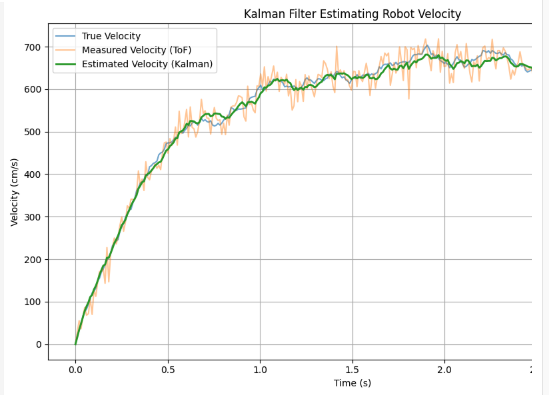 Kalman Filter Estimating Robot Velocity
True Velocity
Measured Velocity (ToF)
Estimated Velocity (Kalman)
700
600
500
400
300
200
100
0
Velocity (cm/s)
0.0 0.5 1.0 1.5 2.0
Time (s)